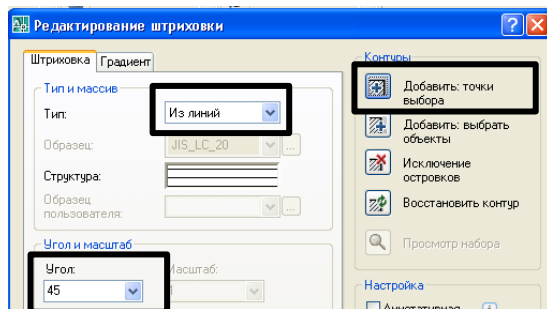 Редактирование штриховки
Штриховка Градиент
Тип и массив
Тип: Из линий
Образец: JIS_LC_20 ...
Структура:
Образец
пользователя: ...
Угол и масштаб
Угол: Масштаб:
45 1
Контуры
Добавить: точки
выбора
Добавить: выбрать
объекты
Исключение
островков
Восстановить контур
Просмотр набора
Настройка